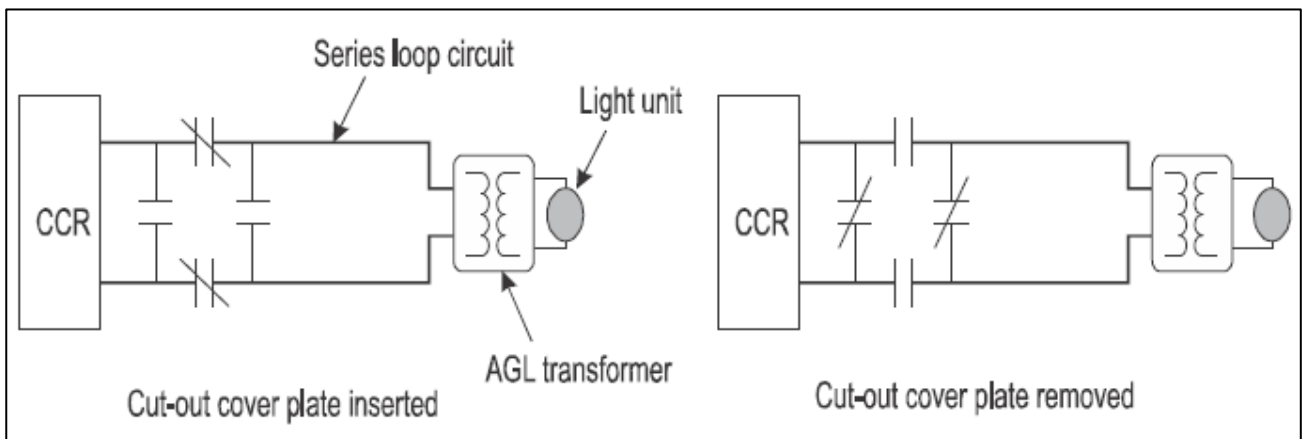 Series loop circuit
Light unit
CCR
CCR
AGL transformer
Cut-out cover plate inserted
Cut-out cover plate removed